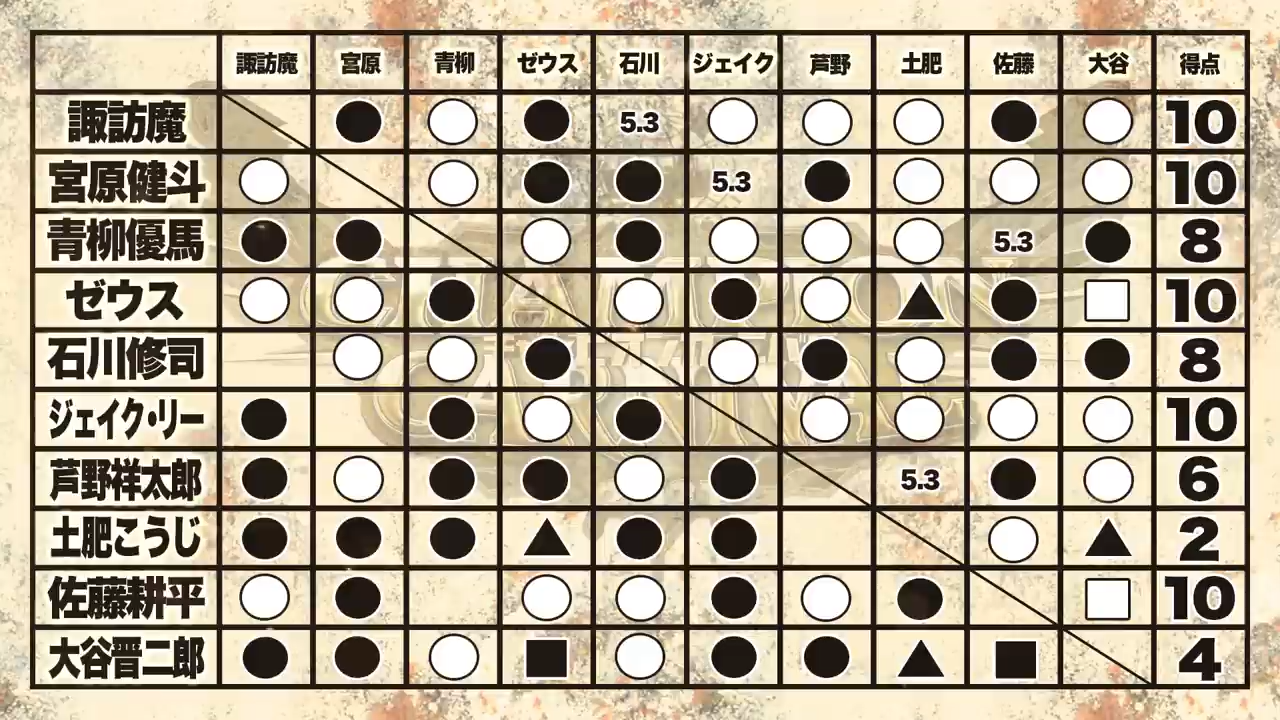 諏訪魔 宮原 青柳 ゼウス 石川 ジェイク 芦野 土肥 佐藤 大谷 得点
諏訪魔 ● ○ ● 5.3 ○ ○ ○ ● ○ 10
宮原健斗 ○ ○ ● ● 5.3 ● ○ ○ ○ 10
青柳優馬 ● ● ○ ● ○ ○ ○ 5.3 ● 8
ゼウス ○ ○ ● ○ ● ○ ▲ ● □ 10
石川修司 ○ ○ ● ○ ● ○ ● ● 8
ジェイク・リー ● ● ○ ● ○ ○ ○ ○ 10
芦野祥太郎 ● ○ ● ● ○ ● 5.3 ● ○ 6
土肥こうじ ● ● ● ▲ ● ● ○ ▲ 2
佐藤耕平 ○ ● ○ ○ ● ○ ● □ 10
大谷晋二郎 ● ● ○ ■ ○ ● ● ▲ ■ 4